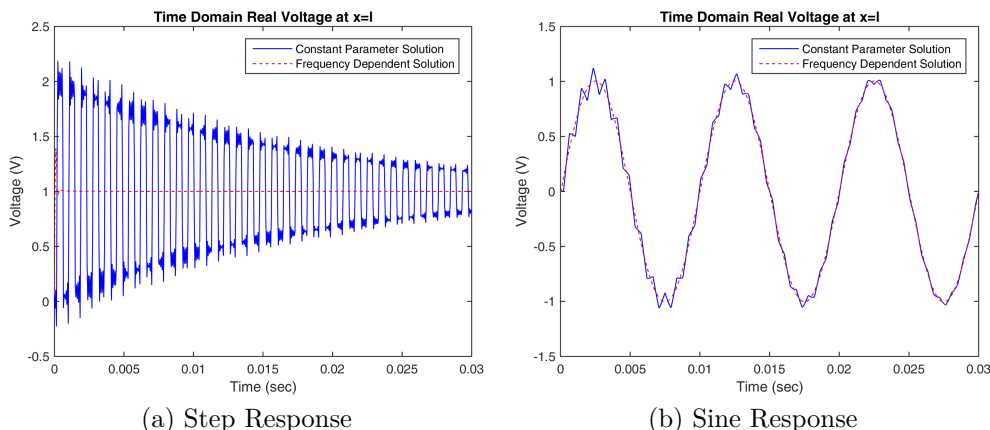 Time Domain Real Voltage at x=l
2.5
2
1.5
1
0.5
0
-0.5
Voltage (V)
Constant Parameter Solution
Frequency Dependent Solution
0 0.005 0.01 0.015 0.02 0.025 0.03
Time (sec)
(a) Step Response
Time Domain Real Voltage at x=l
1.5
1
0.5
0
-0.5
-1
-1.5
Voltage (V)
Constant Parameter Solution
Frequency Dependent Solution
0 0.005 0.01 0.015 0.02 0.025 0.03
Time (sec)
(b) Sine Response